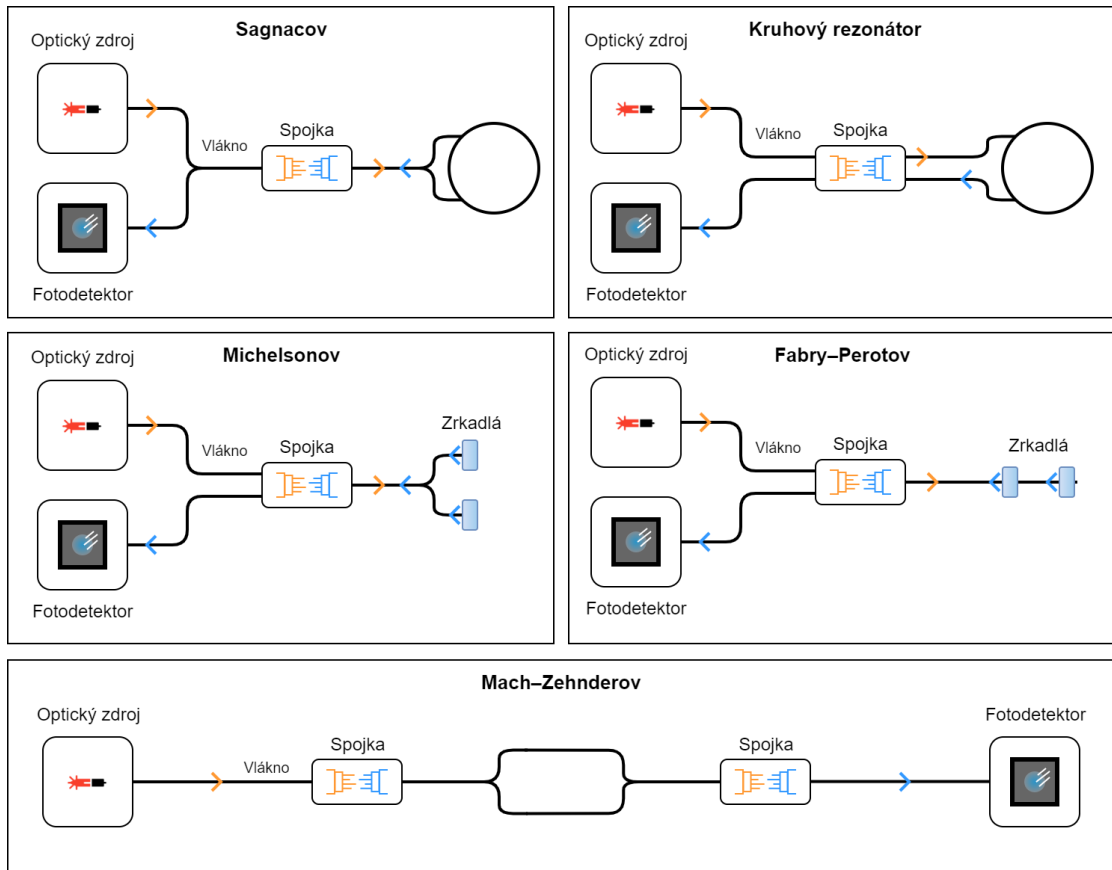 Sagnacov
Optický zdroj
Vlákno
Spojka
Fotodetektor
Kruhový rezonátor
Optický zdroj
Vlákno
Spojka
Fotodetektor
Michelsonov
Optický zdroj
Vlákno
Spojka
Zrkadlá
Fotodetektor
Fabry–Perotov
Optický zdroj
Vlákno
Spojka
Zrkadlá
Fotodetektor
Mach–Zehnderov
Optický zdroj
Vlákno
Spojka
Spojka
Fotodetektor